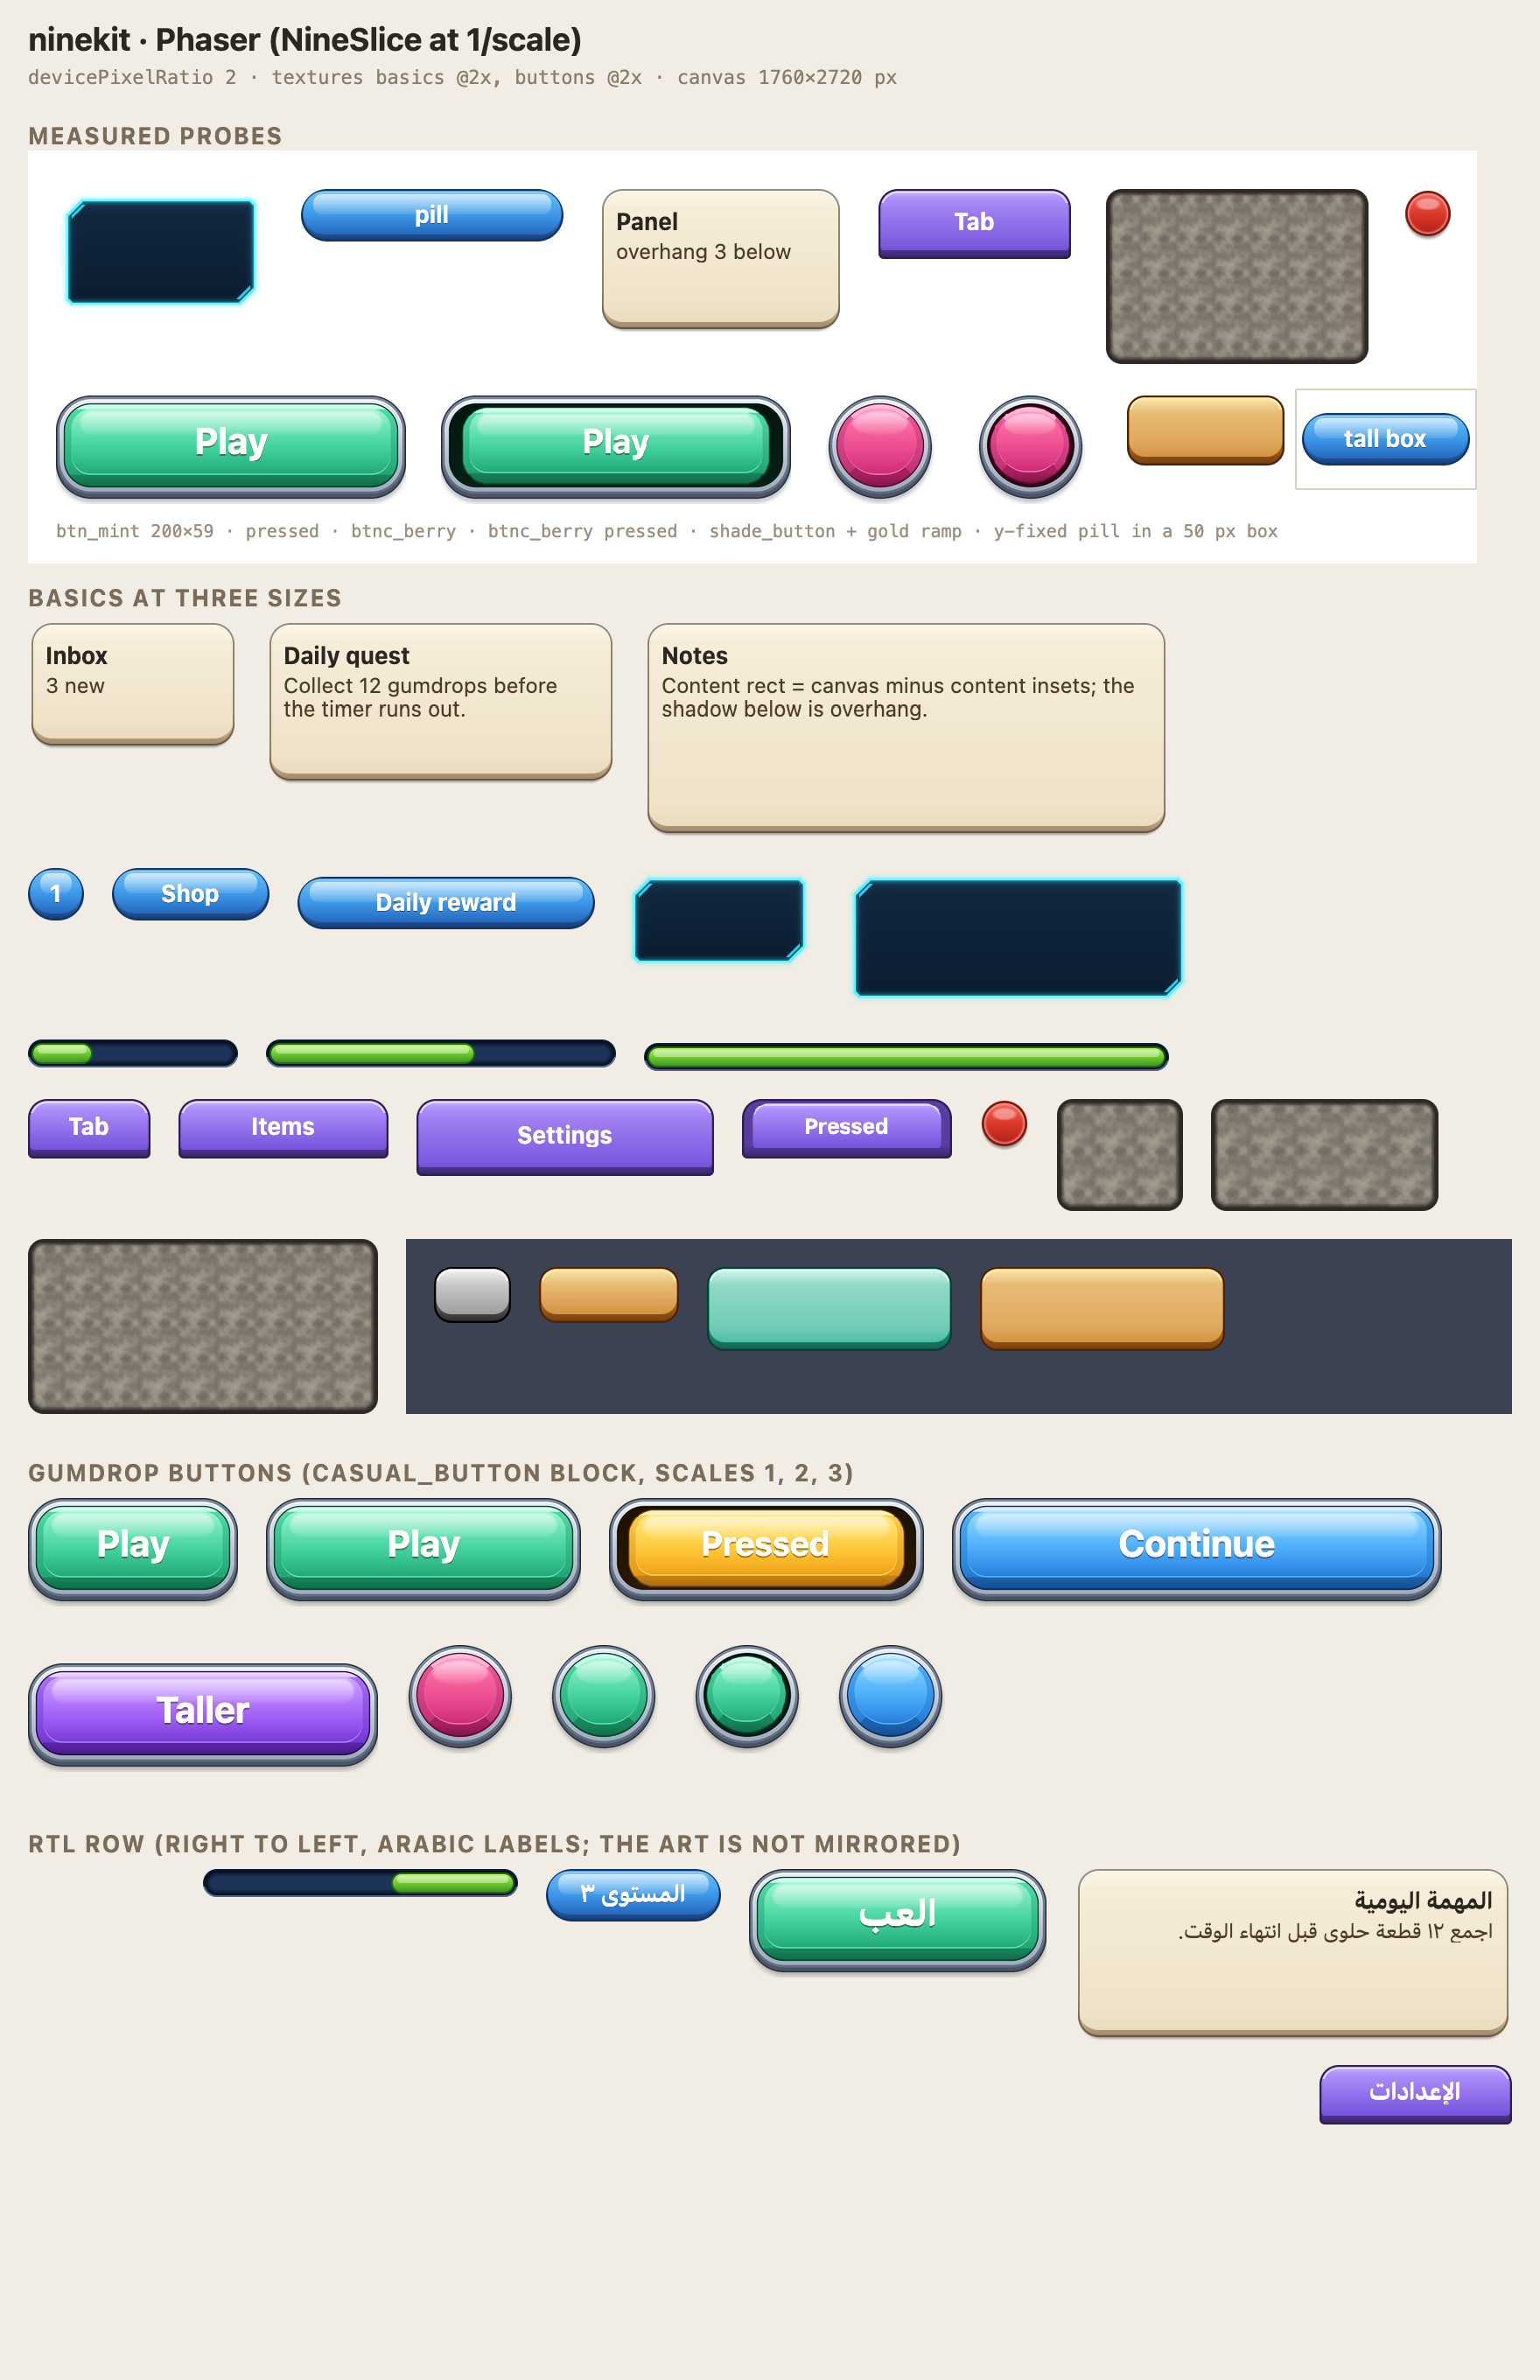 ninekit · Phaser (NineSlice at 1/scale)
devicePixelRatio 2 · textures basics @2x, buttons @2x · canvas 1760×2720 px
MEASURED PROBES
pill
Panel
overhang 3 below
Tab
Play
Play
tall box
btn_mint 200×59 · pressed · btnc_berry · btnc_berry pressed · shade_button + gold ramp · y-fixed pill in a 50 px box
BASICS AT THREE SIZES
Inbox
3 new
Daily quest
Collect 12 gumdrops before
the timer runs out.
Notes
Content rect = canvas minus content insets; the
shadow below is overhang.
1
Shop
Daily reward
Tab
Items
Settings
Pressed
GUMDROP BUTTONS (CASUAL_BUTTON BLOCK, SCALES 1, 2, 3)
Play
Play
Pressed
Continue
Taller
RTL ROW (RIGHT TO LEFT, ARABIC LABELS; THE ART IS NOT MIRRORED)
المهمة اليومية
اجمع ١٢ قطعة حلوى قبل انتهاء الوقت.
العب
المستوى ٣
الإعدادات